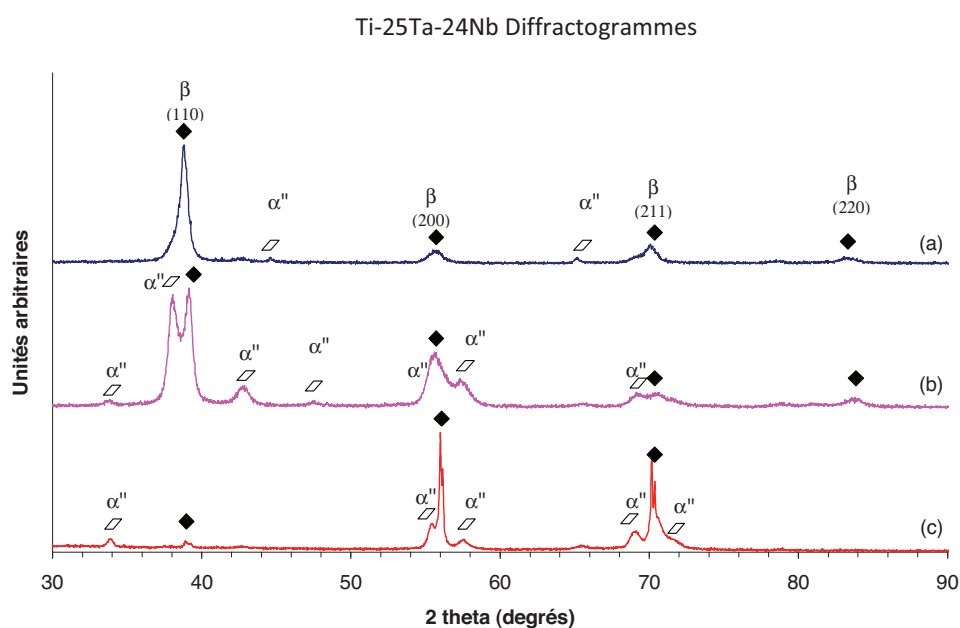 Ti-25Ta-24Nb Diffractogrammes
β
(110)
α"
β
(200)
α"
β
(211)
β
(220)
(a)
α"
α"
α"
α"
α"
α"
α"
(b)
α"
α"
α"
α"
α"
(c)
30
40
50
60
70
80
90
2 theta (degrés)
Unités arbitraires